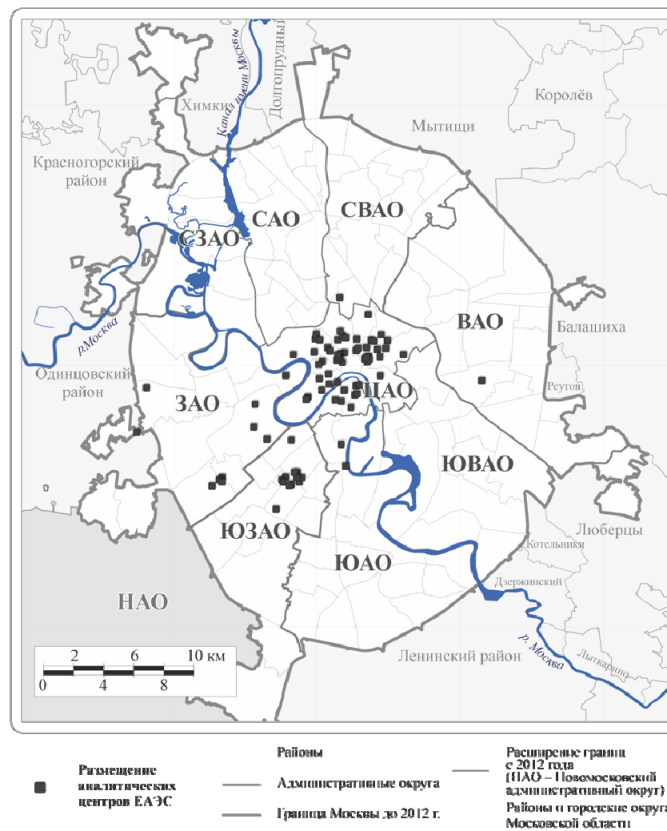 Химки
Канал имени Москвы
Долгопрудный
Королёв
Мытищи
Красногорский
район
СЗАО
САО
СВАО
ВАО
Балашиха
р.Москва
Одинцовский
район
ЗАО
ЦАО
Реутов
ЮВАО
ЮЗАО
ЮАО
Люберцы
Котельники
Дзержинский
НАО
Ленинский район
р. Москва
Лыткарино
2 6 10 км
0 4 8
Размещение
аналитических
центров ЕАЭС
Районы
Административные округа
Граница Москвы до 2012 г.
Расширение границ
с 2012 года
(НАО – Новомосковский
административный округ)
Районы и городские округа
Московской области